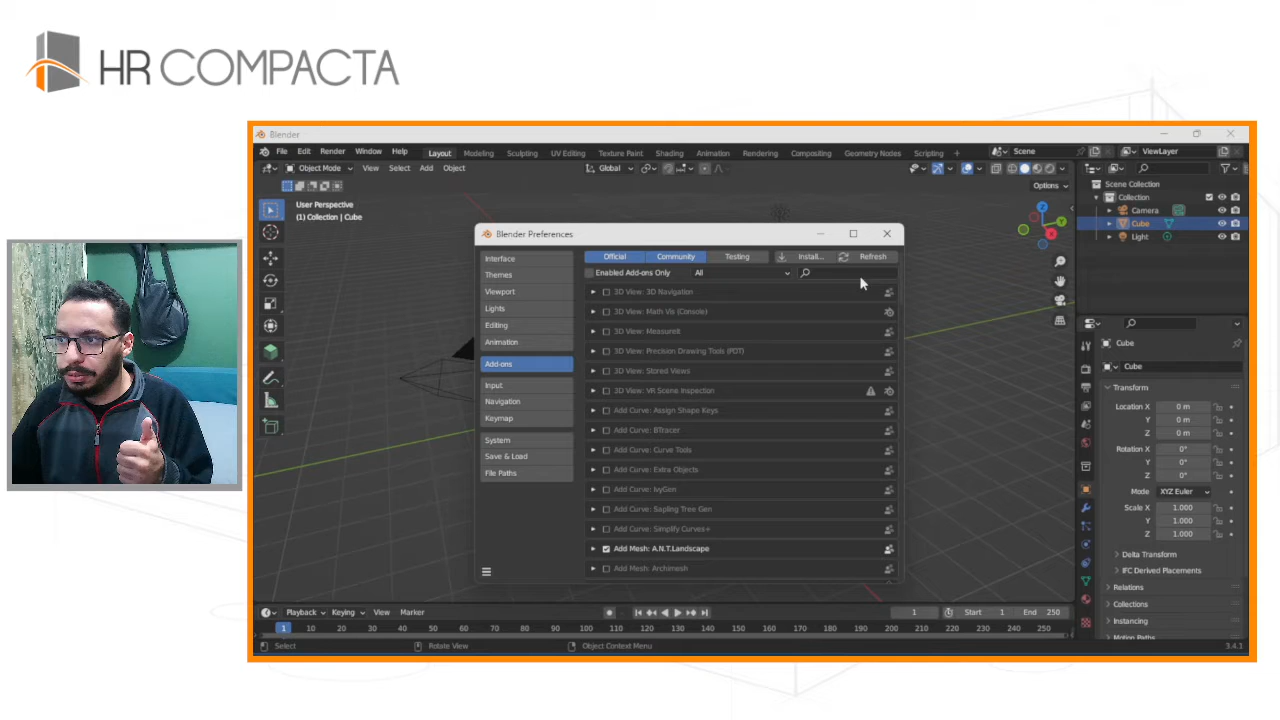 HR COMPACTA
Blender
File Edit Render Window Help Layout Modeling Sculpting UV Editing Texture Paint Shading Animation Rendering Compositing Geometry Nodes Scripting + Scene ViewLayer
Object Mode View Select Add Object Global
Options
User Perspective
(1) Collection | Cube
Z
Y
X
Scene Collection
Collection
Camera
Cube
Light
Blender Preferences
Interface
Themes
Viewport
Lights
Editing
Animation
Add-ons
Input
Navigation
Keymap
System
Save & Load
File Paths
Official Community Testing Install... Refresh
Enabled Add-ons Only All
3D View: 3D Navigation
3D View: Math Vis (Console)
3D View: MeasureIt
3D View: Precision Drawing Tools (PDT)
3D View: Stored Views
3D View: VR Scene Inspection
Add Curve: Assign Shape Keys
Add Curve: BTracer
Add Curve: Curve Tools
Add Curve: Extra Objects
Add Curve: IvyGen
Add Curve: Sapling Tree Gen
Add Curve: Simplify Curves+
Add Mesh: A.N.T.Landscape
Add Mesh: Archimesh
Cube
Cube
Transform
Location X 0 m
Y 0 m
Z 0 m
Rotation X 0°
Y 0°
Z 0°
Mode XYZ Euler
Scale X 1.000
Y 1.000
Z 1.000
Delta Transform
IFC Derived Placements
Relations
Collections
Instancing
Motion Paths
Playback Keying View Marker 1 Start 1 End 250
1 10 20 30 40 50 60 70 80 90 100 110 120 130 140 150 160 170 180 190 200 210 220 230 240 250
Select Rotate View Object Context Menu 3.4.1